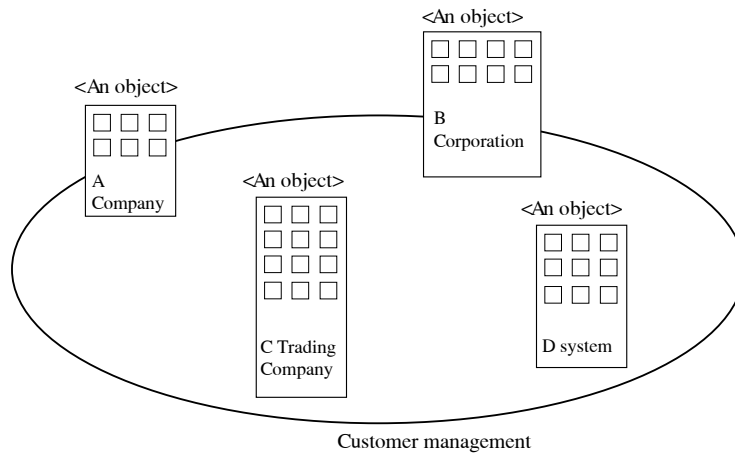 <An object>
B
Corporation
<An object>
A
Company
<An object>
C Trading
Company
<An object>
D system
Customer management